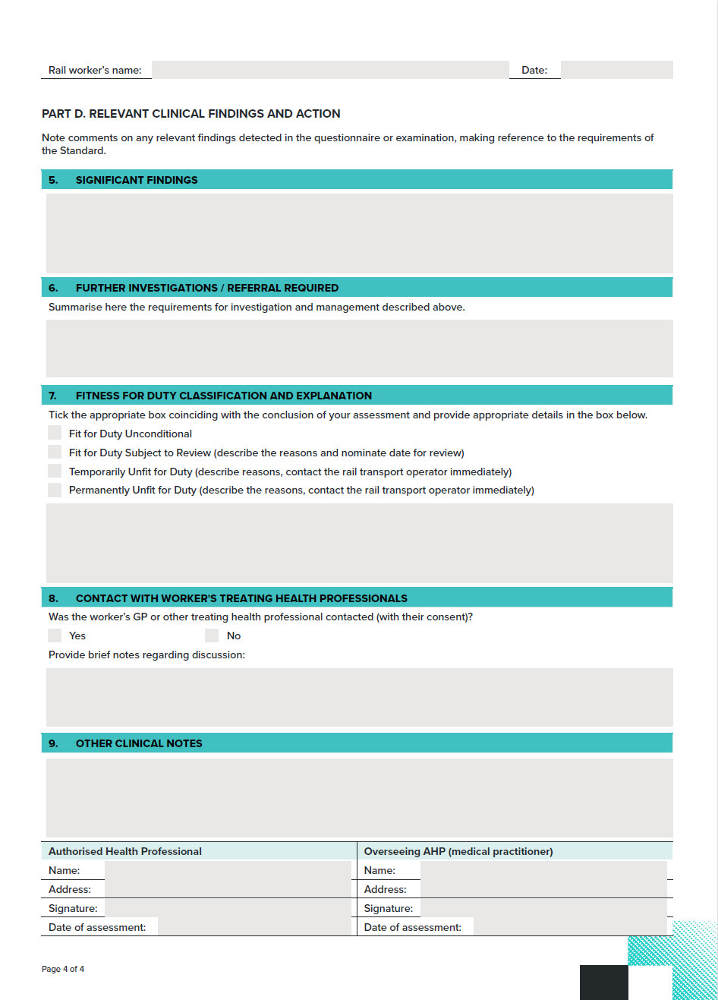 Rail worker's name: Date:
PART D. RELEVANT CLINICAL FINDINGS AND ACTION
Note comments on any relevant findings detected in the questionnaire or examination, making reference to the requirements of
the Standard.
5. SIGNIFICANT FINDINGS
6. FURTHER INVESTIGATIONS / REFERRAL REQUIRED
Summarise here the requirements for investigation and management described above.
7. FITNESS FOR DUTY CLASSIFICATION AND EXPLANATION
Tick the appropriate box coinciding with the conclusion of your assessment and provide appropriate details in the box below.
Fit for Duty Unconditional
Fit for Duty Subject to Review (describe the reasons and nominate date for review)
Temporarily Unfit for Duty (describe reasons, contact the rail transport operator immediately)
Permanently Unfit for Duty (describe the reasons, contact the rail transport operator immediately)
8. CONTACT WITH WORKER'S TREATING HEALTH PROFESSIONALS
Was the worker's GP or other treating health professional contacted (with their consent)?
Yes No
Provide brief notes regarding discussion:
9. OTHER CLINICAL NOTES
Authorised Health Professional Overseeing AHP (medical practitioner)
Name: Name:
Address: Address:
Signature: Signature:
Date of assessment: Date of assessment:
Page 4 of 4